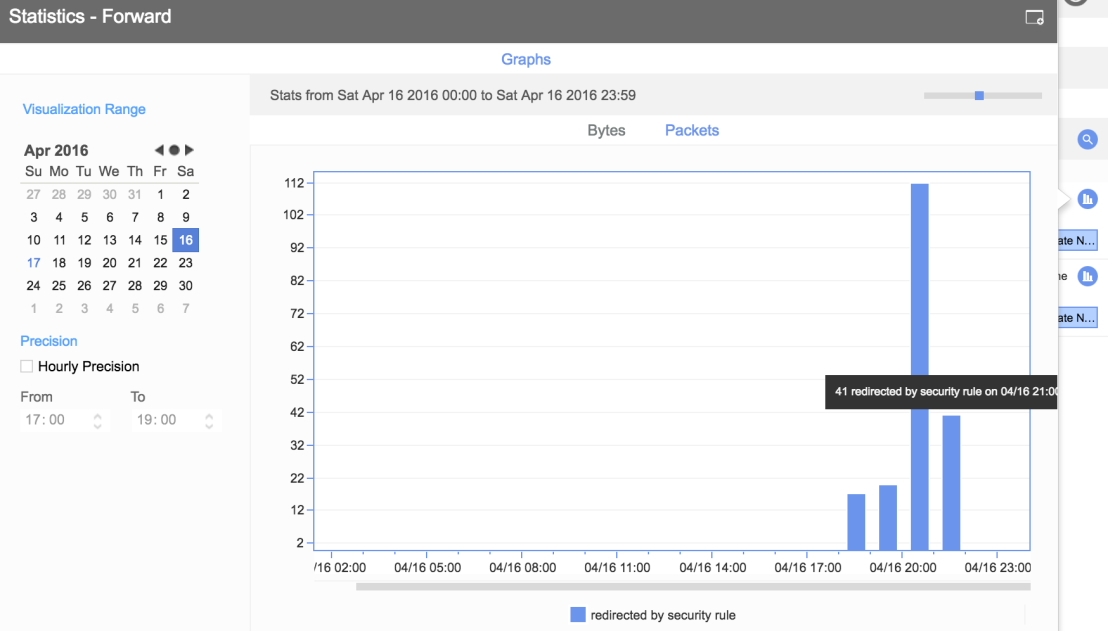 Statistics - Forward
Graphs
Visualization Range
Stats from Sat Apr 16 2016 00:00 to Sat Apr 16 2016 23:59
Bytes Packets
Apr 2016
Su Mo Tu We Th Fr Sa
27 28 29 30 31 1 2
3 4 5 6 7 8 9
10 11 12 13 14 15 16
17 18 19 20 21 22 23
24 25 26 27 28 29 30
1 2 3 4 5 6 7
Precision
Hourly Precision
From To
17: 00 19: 00
112
102
92
82
72
62
52
42
32
22
12
2
41 redirected by security rule on 04/16 21:00
/16 02:00 04/16 05:00 04/16 08:00 04/16 11:00 04/16 14:00 04/16 17:00 04/16 20:00 04/16 23:00
redirected by security rule
ate N...
ne
ate N...